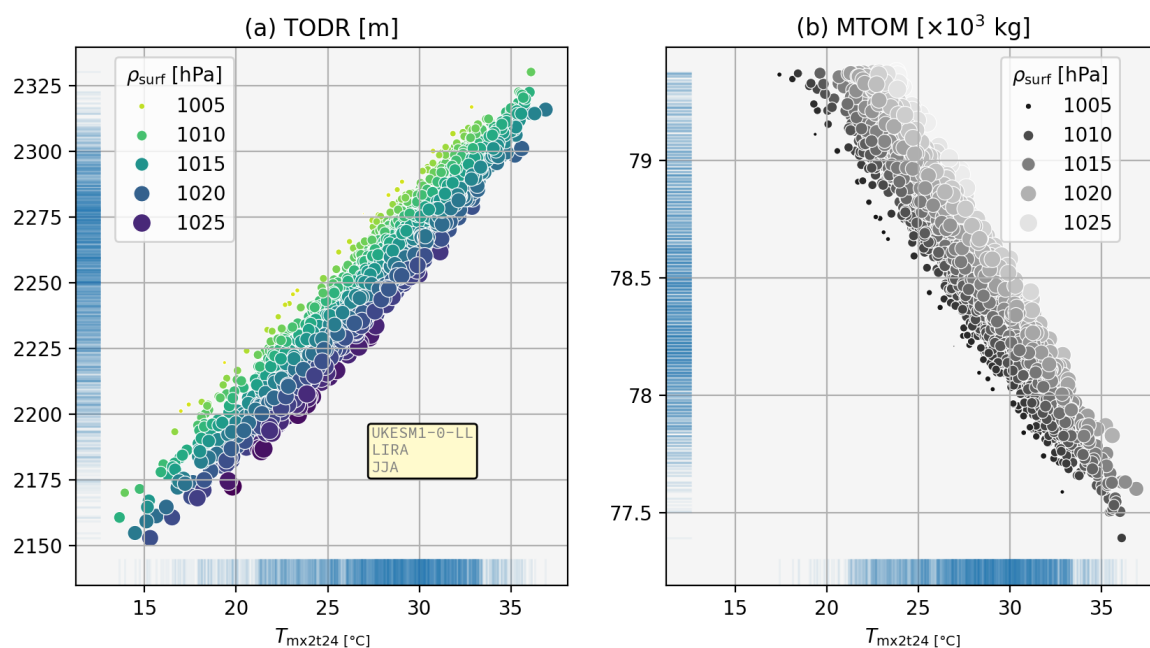 (a) TODR [m]
ρsurf [hPa]
1005
1010
1015
1020
1025
2325
2300
2275
2250
2225
2200
2175
2150
UKESM1-0-LL
LIRA
JJA
15 20 25 30 35
Tmx2t24 [°C]
(b) MTOM [×10³ kg]
ρsurf [hPa]
1005
1010
1015
1020
1025
79
78.5
78
77.5
15 20 25 30 35
Tmx2t24 [°C]